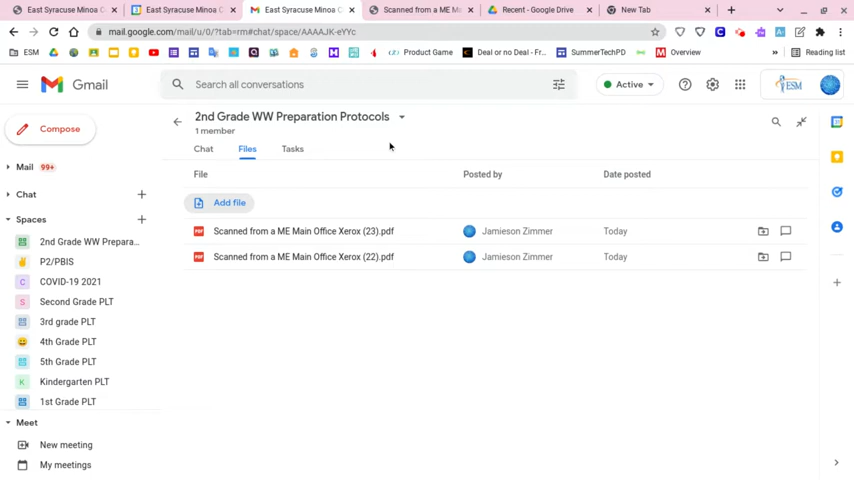 East Syracuse Minoa C
East Syracuse Minoa C
East Syracuse Minoa C
Scanned from a ME M
Recent - Google Drive
New Tab
mail.google.com/mail/u/0/?tab=rm#chat/space/AAAAJK-eYYc
ESM
Product Game
Deal or no Deal - Fr...
SummerTechPD
Overview
»
Reading list
Gmail
Search all conversations
Active
ESM
Compose
2nd Grade WW Preparation Protocols
1 member
Chat Files Tasks
Mail 99+
Chat
Spaces
2nd Grade WW Prepara...
P2/PBIS
COVID-19 2021
S Second Grade PLT
3rd grade PLT
4th Grade PLT
5th Grade PLT
K Kindergarten PLT
1st Grade PLT
Meet
New meeting
My meetings
File Posted by Date posted
Add file
PDF Scanned from a ME Main Office Xerox (23).pdf Jamieson Zimmer Today
PDF Scanned from a ME Main Office Xerox (22).pdf Jamieson Zimmer Today